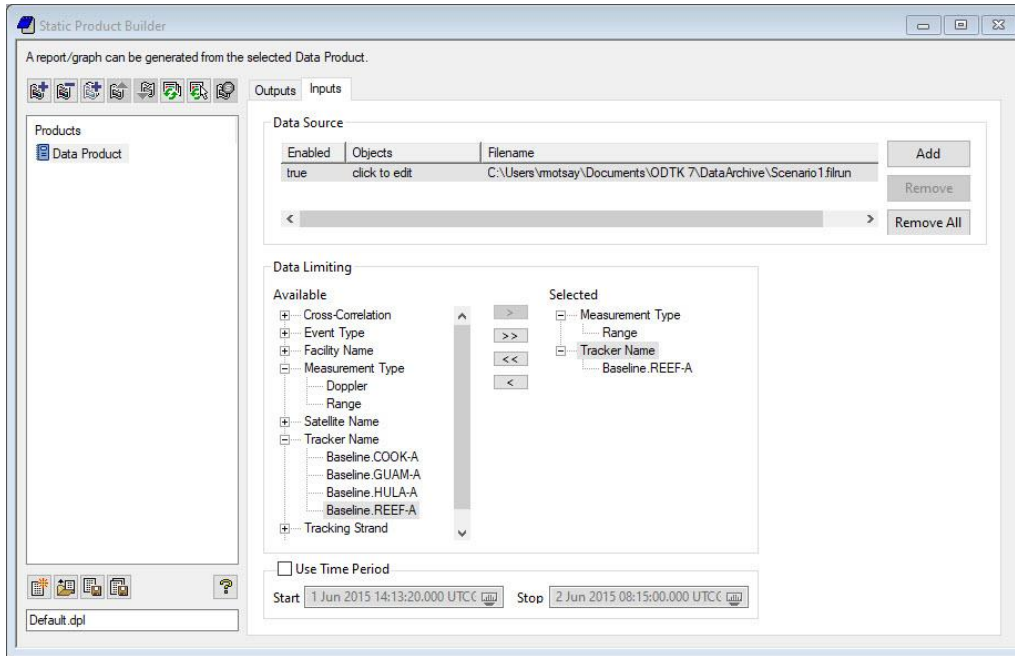 Static Product Builder
A report/graph can be generated from the selected Data Product.
Outputs Inputs
Products
Data Product
Data Source
Enabled Objects Filename
true click to edit C:\Users\rmotsay\Documents\ODTK 7\DataArchive\Scenario1.filrun
Add
Remove
Remove All
Data Limiting
Available
Cross-Correlation
Event Type
Facility Name
Measurement Type
Doppler
Range
Satellite Name
Tracker Name
Baseline.COOK-A
Baseline.GUAM-A
Baseline.HULA-A
Baseline.REEF-A
Tracking Strand
>
>>
<<
<
Selected
Measurement Type
Range
Tracker Name
Baseline.REEF-A
Use Time Period
Start 1 Jun 2015 14:13:20.000 UTCC Stop 2 Jun 2015 08:15:00.000 UTCC
Default.dpl